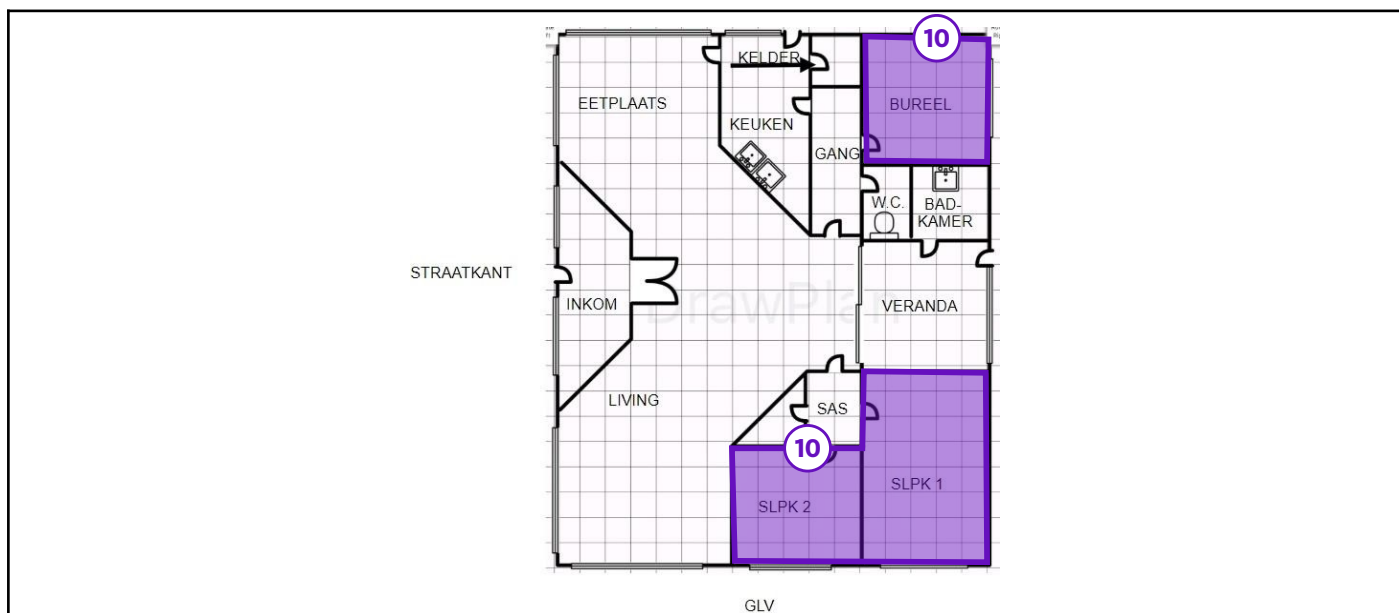 10
KELDER
EETPLAATS
BUREEL
KEUKEN
GANG
W.C.
BAD-
KAMER
STRAATKANT
INKOM
DrawPlan
VERANDA
LIVING
SAS
10
SLPK 1
SLPK 2
GLV